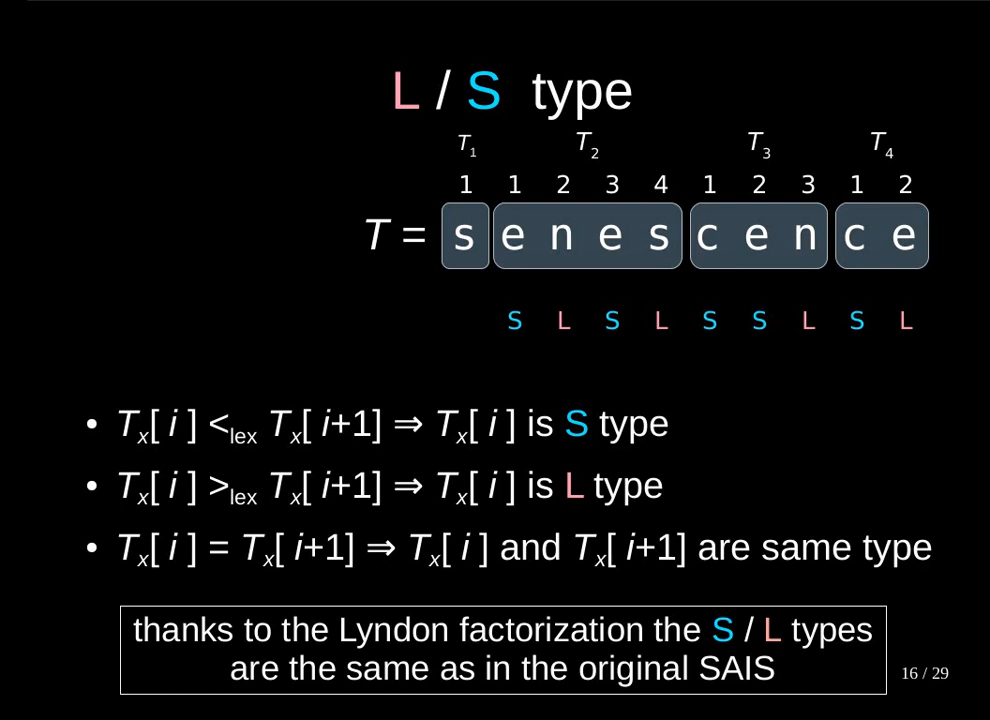 L / S type
T1 T2 T3 T4
1 1 2 3 4 1 2 3 1 2
T = s e n e s c e n c e
S L S L S S L S L
• Tx[ i ] <lex Tx[ i+1] ⇒ Tx[ i ] is S type
• Tx[ i ] >lex Tx[ i+1] ⇒ Tx[ i ] is L type
• Tx[ i ] = Tx[ i+1] ⇒ Tx[ i ] and Tx[ i+1] are same type
thanks to the Lyndon factorization the S / L types
are the same as in the original SAIS
16 / 29